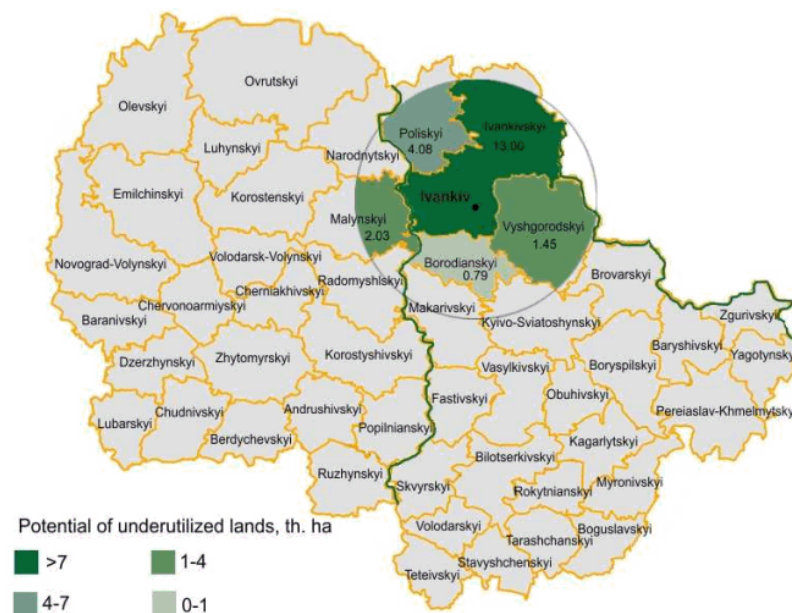 Ovrutskyi
Olevskyi
Poliskyi
4.08
Ivankivskyi
13.00
Luhynskyi
Narodnytskyi
Emilchinskyi
Korostenskyi
Ivankiv
Malynskyi
2.03
Vyshgorodskyi
1.45
Volodarsk-Volynskyi
Novograd-Volynskyi
Borodianskyi
0.79
Brovarskyi
Radomyshlskyi
Cherniakhivskyi
Chervonoarmiyskyi
Makarivskyi
Zgurivskyi
Baranivskyi
Kyivo-Sviatoshynskyi
Baryshivskyi
Yagotynskyi
Dzerzhynskyi
Zhytomyrskyi
Korostyshivskyi
Vasylkivskyi
Boryspilskyi
Obuhivskyi
Fastivskyi
Pereiaslav-Khmelmytskyi
Lubarskyi
Chudnivskyi
Andrushivskyi
Berdychevskyi
Popilnianskyi
Kagarlytskyi
Bilotserkivskyi
Ruzhynskyi
Skvyrskyi
Rokytnianskyi
Myronivskyi
Volodarskyi
Boguslavskyi
Tarashchanskyi
Stavyshchenskyi
Teteivskyi
Potential of underutilized lands, th. ha
>7
1-4
4-7
0-1